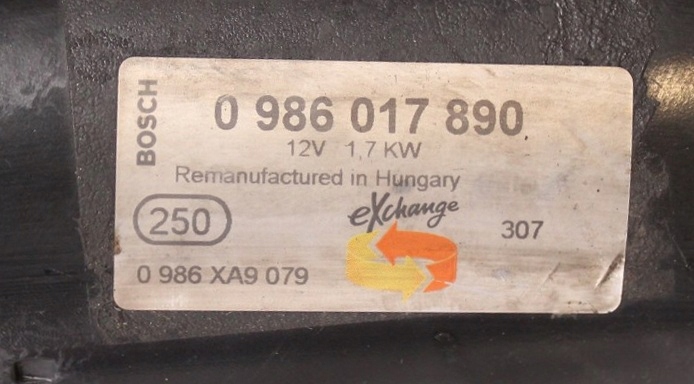 BOSCH
0 986 017 890
12V 1,7 KW
Remanufactured in Hungary
250
eXchange
307
0 986 XA9 079